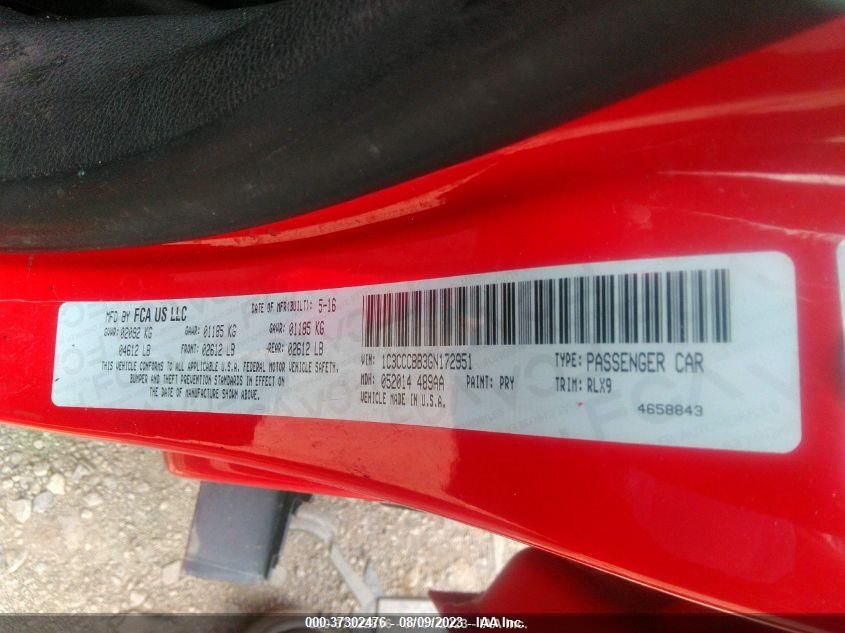 MFD BY FCA US LLC DATE OF MFR(BUILT): 5-16
GVWR: 02092 KG GAWR: 01185 KG GAWR: 01185 KG
04612 LB FRONT: 02612 LB REAR: 02612 LB
THIS VEHICLE CONFORMS TO ALL APPLICABLE U.S.A. FEDERAL MOTOR VEHICLE SAFETY,
BUMPER AND THEFT PREVENTION STANDARDS IN EFFECT ON
THE DATE OF MANUFACTURE SHOWN ABOVE.
VIN: 1C3CCCBB3GN172951 TYPE: PASSENGER CAR
MDH: 052014 489AA PAINT: PRY TRIM: RLX9
VEHICLE MADE IN U.S.A. 4658843
000-37302476 - 08/09/2023 - IAA Inc.